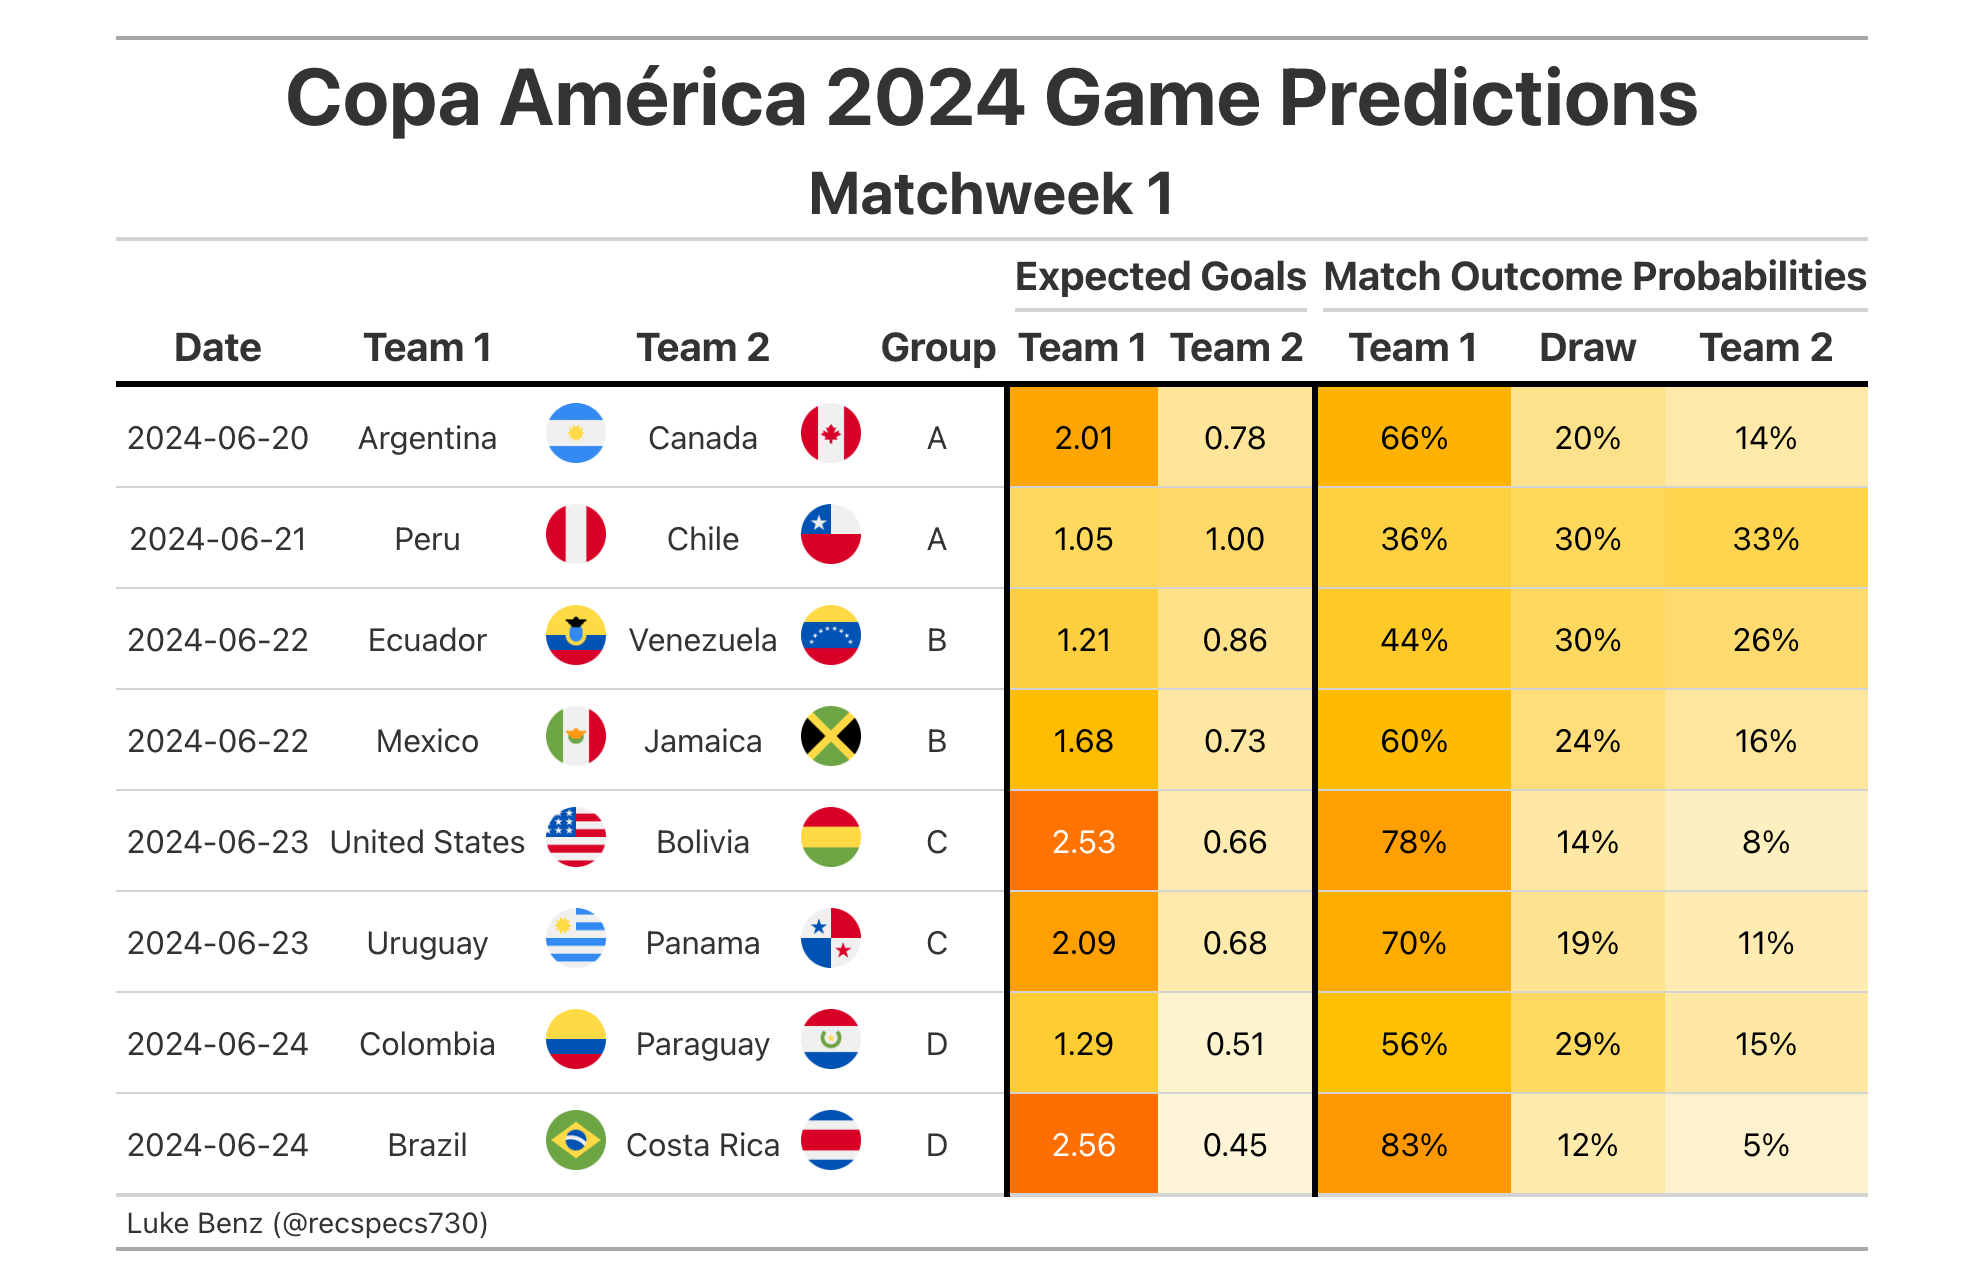 Copa América 2024 Game Predictions
Matchweek 1
Expected Goals Match Outcome Probabilities
Date Team 1 Team 2 Group Team 1 Team 2 Team 1 Draw Team 2
2024-06-20 Argentina Canada A 2.01 0.78 66% 20% 14%
2024-06-21 Peru Chile A 1.05 1.00 36% 30% 33%
2024-06-22 Ecuador Venezuela B 1.21 0.86 44% 30% 26%
2024-06-22 Mexico Jamaica B 1.68 0.73 60% 24% 16%
2024-06-23 United States Bolivia C 2.53 0.66 78% 14% 8%
2024-06-23 Uruguay Panama C 2.09 0.68 70% 19% 11%
2024-06-24 Colombia Paraguay D 1.29 0.51 56% 29% 15%
2024-06-24 Brazil Costa Rica D 2.56 0.45 83% 12% 5%
Luke Benz (@recspecs730)